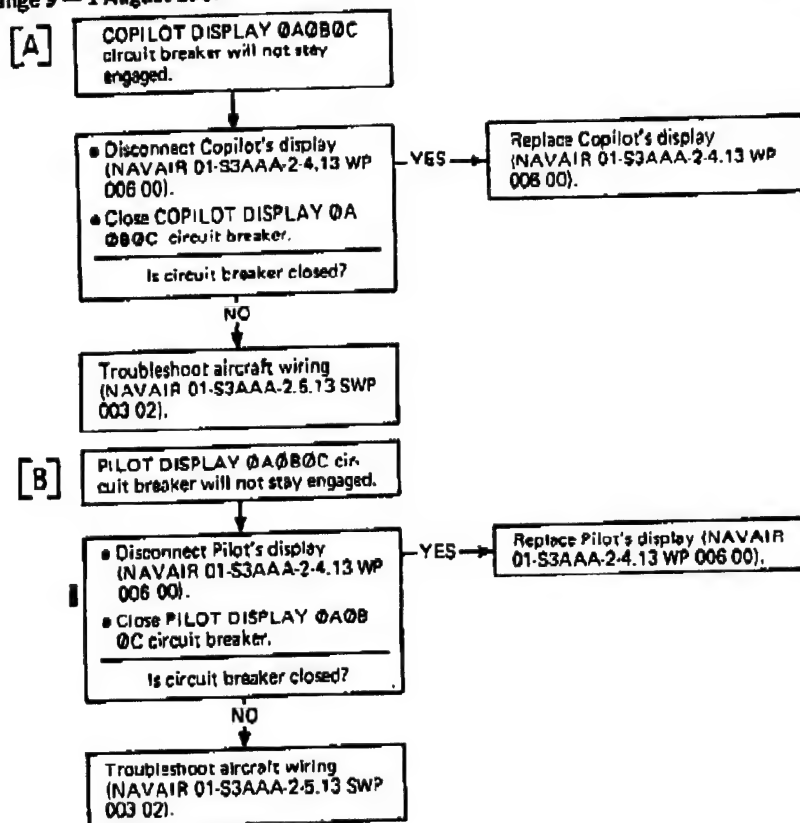 9 — 1 August
[A]
COPILOT DISPLAY ØAØBØC
circuit breaker will not stay
engaged.
• Disconnect Copilot's display
(NAVAIR 01-S3AAA-2-4.13 WP
006 00).
• Close COPILOT DISPLAY ØA
ØBØC circuit breaker.
Is circuit breaker closed?
YES
Replace Copilot's display
(NAVAIR 01-S3AAA-2-4.13 WP
006 00).
NO
Troubleshoot aircraft wiring
(NAVAIR 01-S3AAA-2.5.13 SWP
003 02).
[B]
PILOT DISPLAY ØAØBØC cir-
cuit breaker will not stay engaged.
• Disconnect Pilot's display
(NAVAIR 01-S3AAA-2-4.13 WP
006 00).
• Close PILOT DISPLAY ØAØB
ØC circuit breaker.
Is circuit breaker closed?
YES
Replace Pilot's display (NAVAIR
01-S3AAA-2-4.13 WP 006 00).
NO
Troubleshoot aircraft wiring
(NAVAIR 01-S3AAA-2-5.13 SWP
003 02).